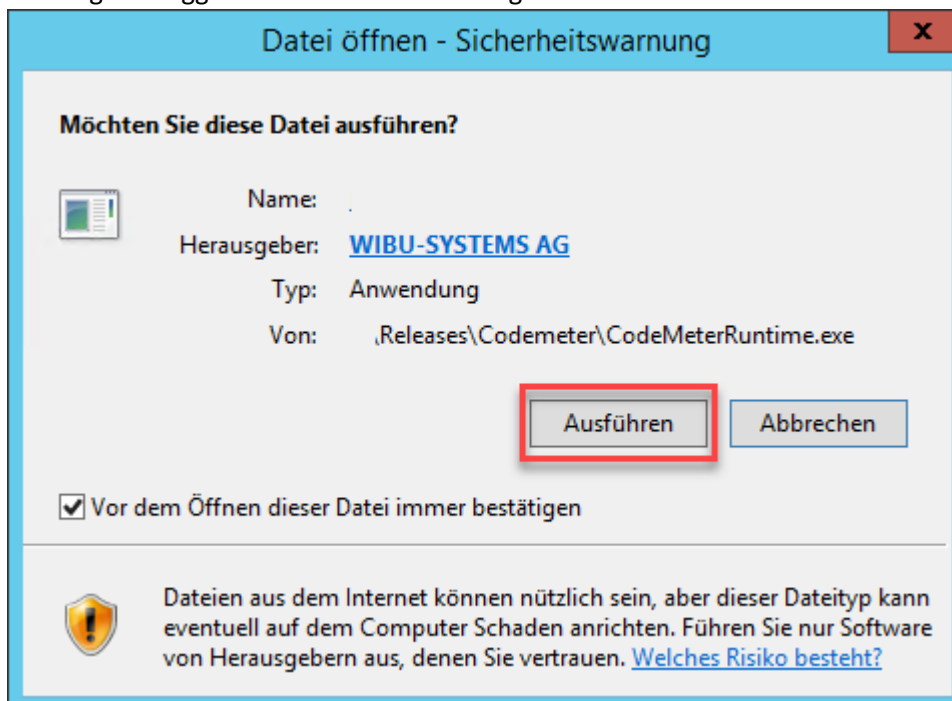 Datei öffnen - Sicherheitswarnung
x
Möchten Sie diese Datei ausführen?
Name:
Herausgeber: WIBU-SYSTEMS AG
Typ: Anwendung
Von: Releases\Codemeter\CodeMeterRuntime.exe
Ausführen Abbrechen
Vor dem Öffnen dieser Datei immer bestätigen
Dateien aus dem Internet können nützlich sein, aber dieser Dateityp kann
eventuell auf dem Computer Schaden anrichten. Führen Sie nur Software
von Herausgebern aus, denen Sie vertrauen. Welches Risiko besteht?